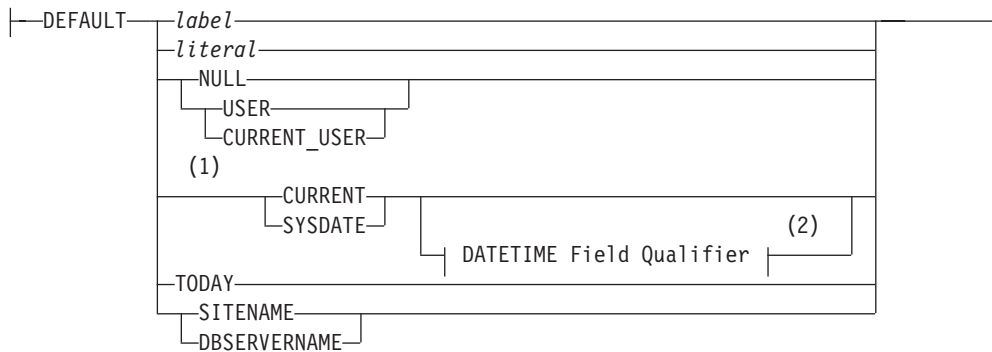 DEFAULT label
literal
NULL
USER
CURRENT_USER
(1)
CURRENT
SYSDATE
(2)
DATETIME Field Qualifier
TODAY
SITENAME
DBSERVERNAME